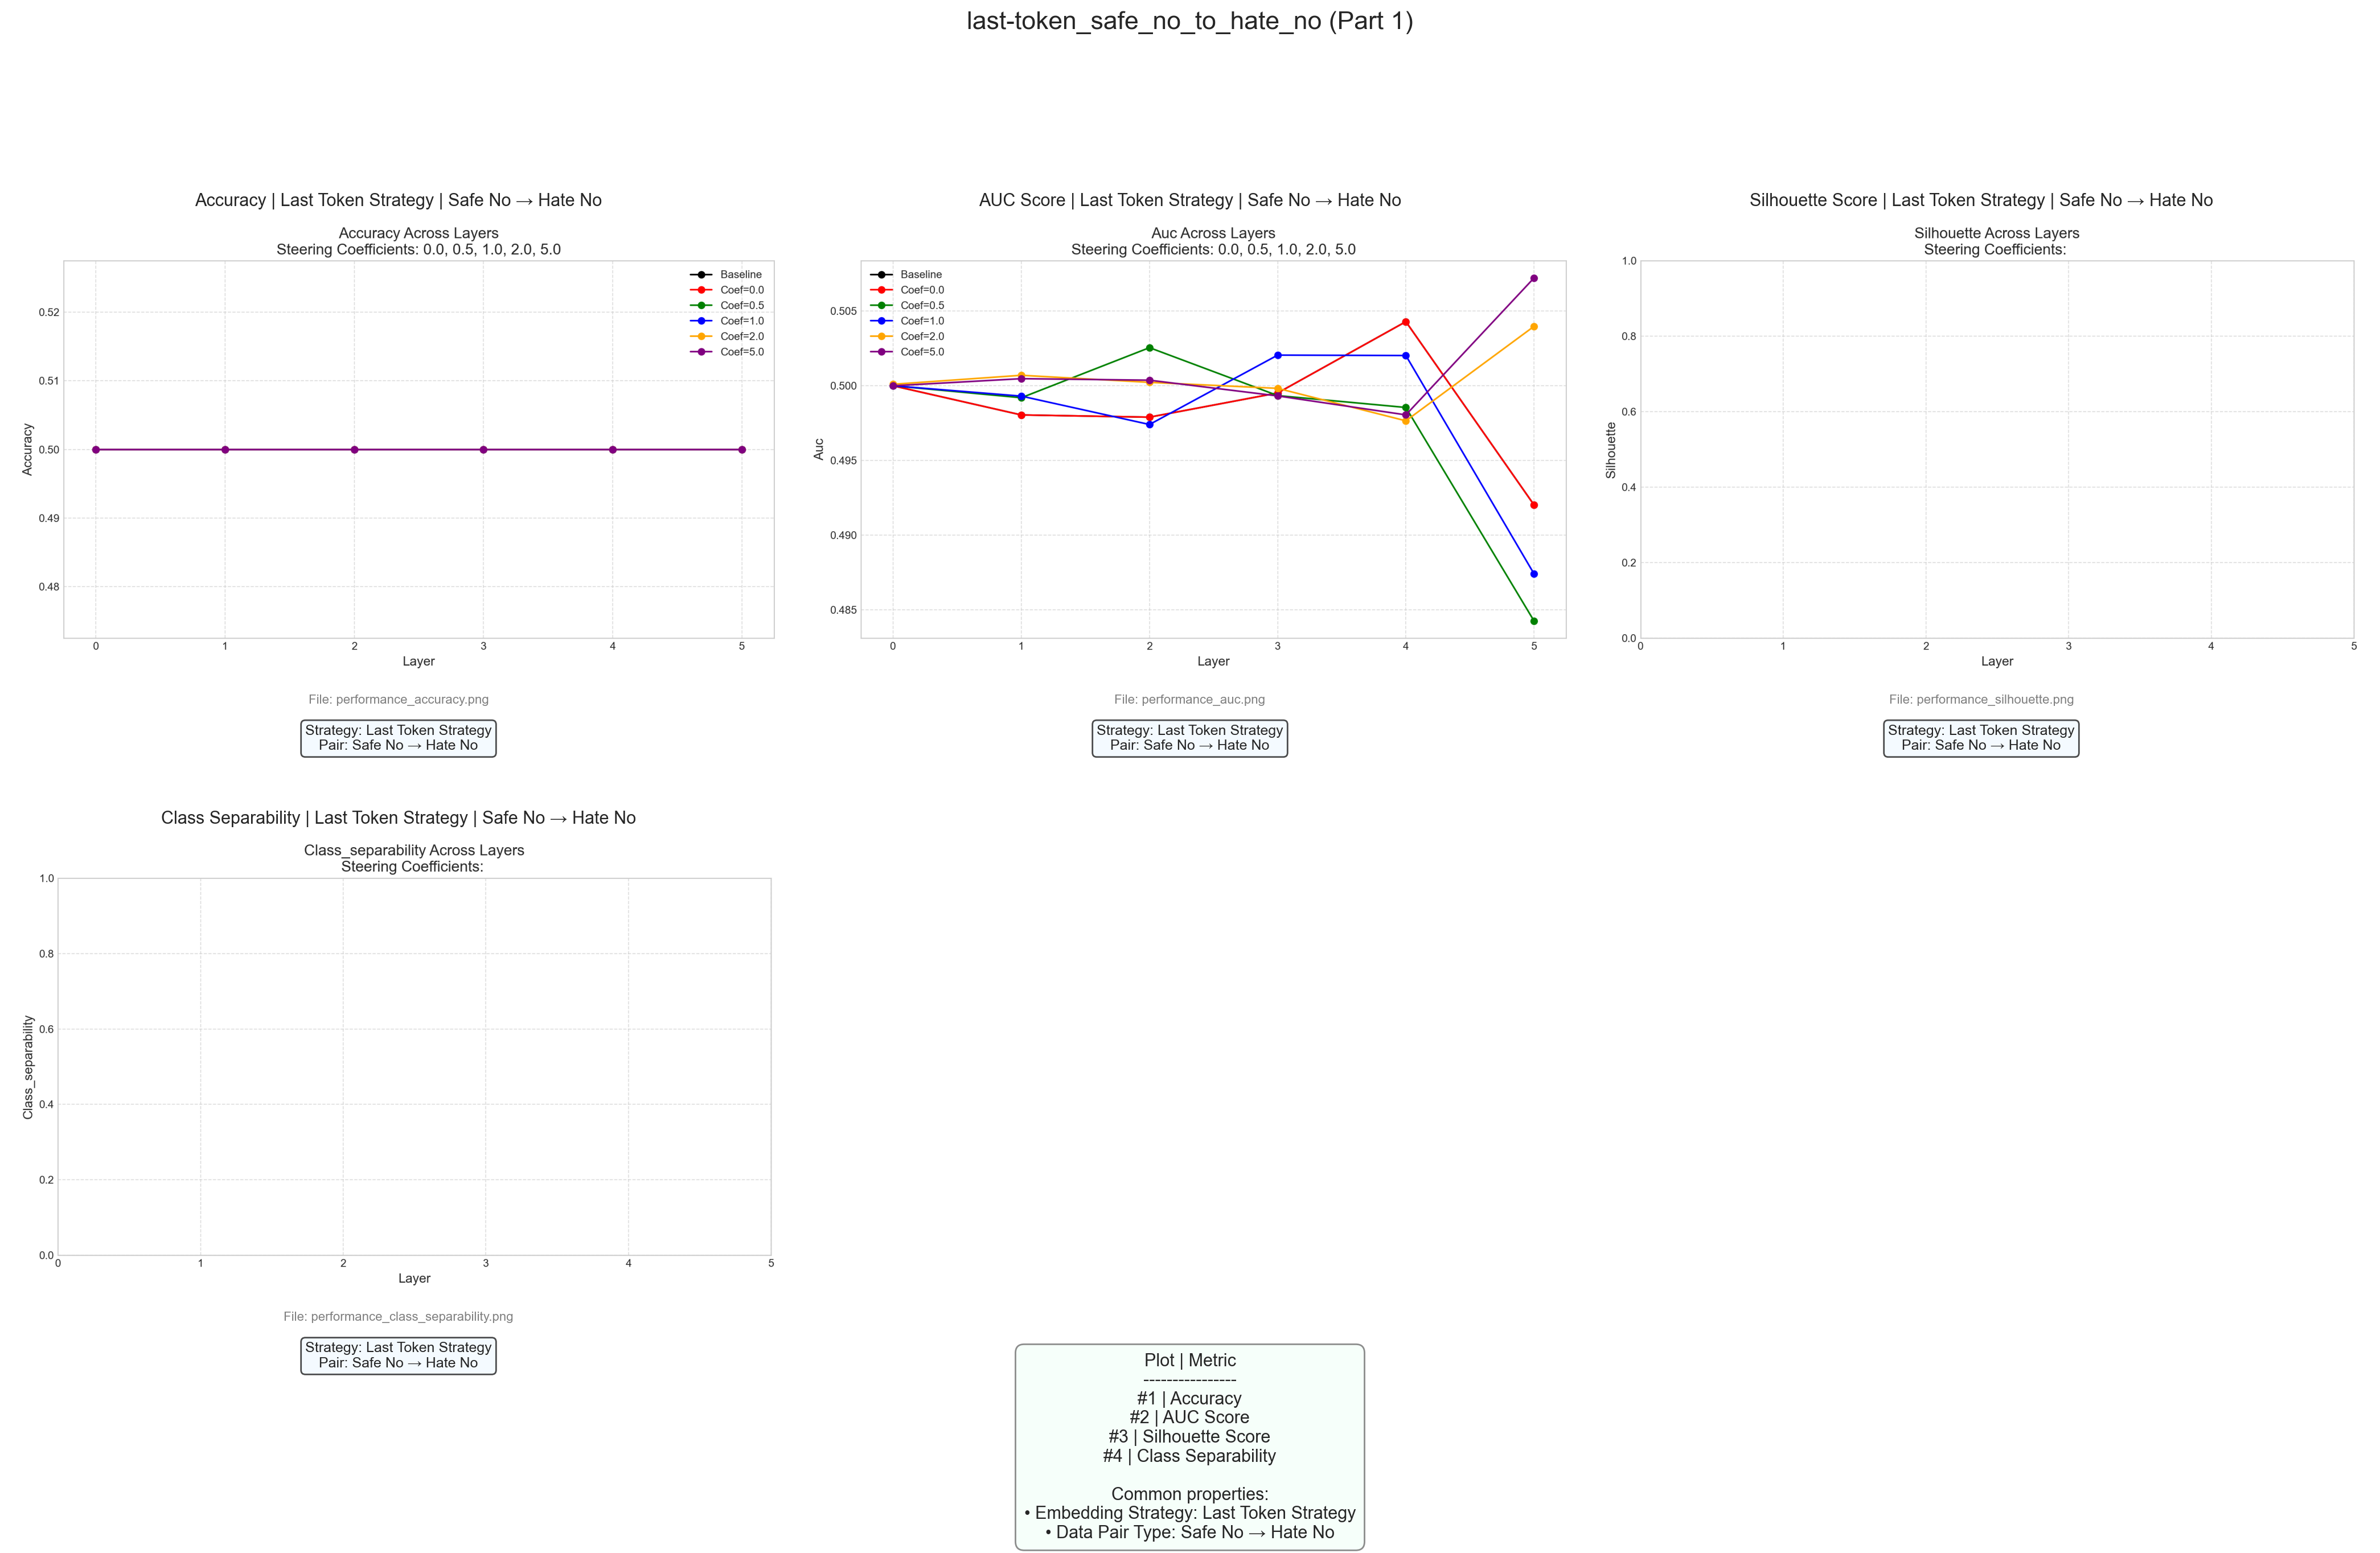 last-token_safe_no_to_hate_no (Part 1)
Accuracy | Last Token Strategy | Safe No → Hate No
Accuracy Across Layers
Steering Coefficients: 0.0, 0.5, 1.0, 2.0, 5.0
Baseline
Coef=0.0
Coef=0.5
Coef=1.0
Coef=2.0
Coef=5.0
0.52
0.51
0.50
0.49
0.48
Accuracy
0 1 2 3 4 5
Layer
File: performance_accuracy.png
Strategy: Last Token Strategy
Pair: Safe No → Hate No
AUC Score | Last Token Strategy | Safe No → Hate No
Auc Across Layers
Steering Coefficients: 0.0, 0.5, 1.0, 2.0, 5.0
Baseline
Coef=0.0
Coef=0.5
Coef=1.0
Coef=2.0
Coef=5.0
0.505
0.500
0.495
0.490
0.485
Auc
0 1 2 3 4 5
Layer
File: performance_auc.png
Strategy: Last Token Strategy
Pair: Safe No → Hate No
Silhouette Score | Last Token Strategy | Safe No → Hate No
Silhouette Across Layers
Steering Coefficients:
1.0
0.8
0.6
0.4
0.2
0.0
Silhouette
0 1 2 3 4 5
Layer
File: performance_silhouette.png
Strategy: Last Token Strategy
Pair: Safe No → Hate No
Class Separability | Last Token Strategy | Safe No → Hate No
Class_separability Across Layers
Steering Coefficients:
1.0
0.8
0.6
0.4
0.2
0.0
Class_separability
0 1 2 3 4 5
Layer
File: performance_class_separability.png
Strategy: Last Token Strategy
Pair: Safe No → Hate No
Plot | Metric
----------------
#1 | Accuracy
#2 | AUC Score
#3 | Silhouette Score
#4 | Class Separability
Common properties:
• Embedding Strategy: Last Token Strategy
• Data Pair Type: Safe No → Hate No